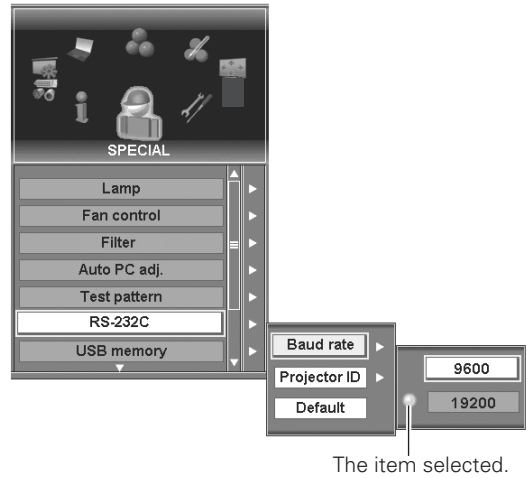 SPECIAL
Lamp
Fan control
Filter
Auto PC adj.
Test pattern
RS-232C
USB memory
Baud rate
Projector ID
Default
9600
19200
The item selected.